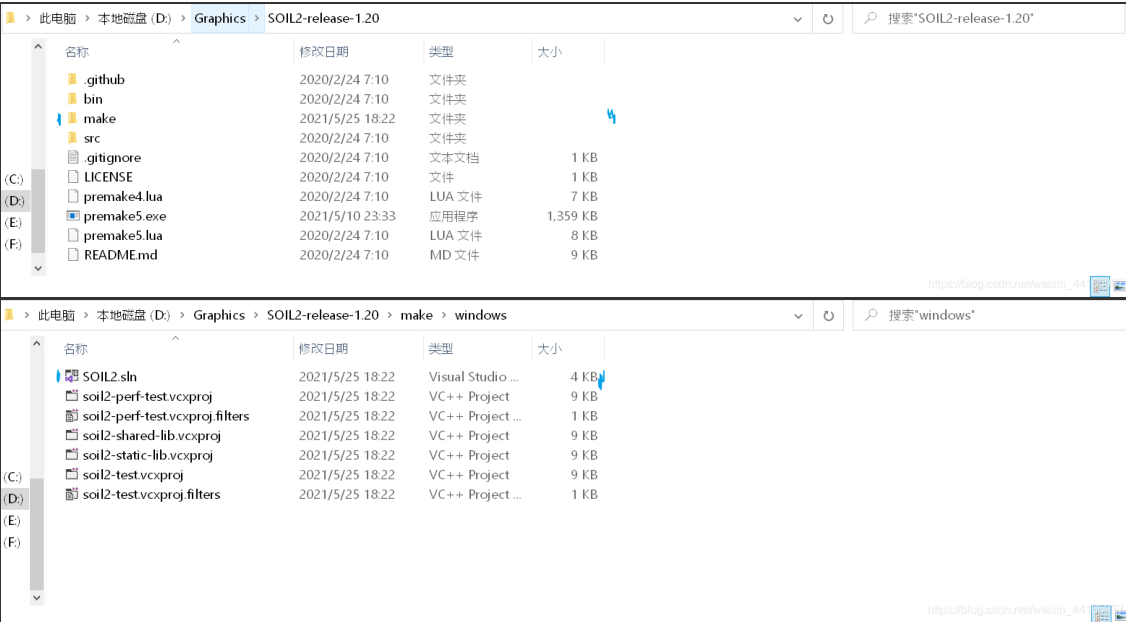 此电脑 > 本地磁盘 (D:) > Graphics > SOIL2-release-1.20 搜索"SOIL2-release-1.20"
名称 修改日期 类型 大小
.github 2020/2/24 7:10 文件夹
bin 2020/2/24 7:10 文件夹
make 2021/5/25 18:22 文件夹
src 2020/2/24 7:10 文件夹
.gitignore 2020/2/24 7:10 文本文档 1 KB
(C:) LICENSE 2020/2/24 7:10 文件 1 KB
(D:) premake4.lua 2020/2/24 7:10 LUA 文件 7 KB
(E:) premake5.exe 2021/5/10 23:33 应用程序 1,359 KB
(F:) premake5.lua 2020/2/24 7:10 LUA 文件 8 KB
README.md 2020/2/24 7:10 MD 文件 9 KB
https://blog.csdn.net/weixin_44
此电脑 > 本地磁盘 (D:) > Graphics > SOIL2-release-1.20 > make > windows 搜索"windows"
名称 修改日期 类型 大小
SOIL2.sln 2021/5/25 18:22 Visual Studio ... 4 KB
soil2-perf-test.vcxproj 2021/5/25 18:22 VC++ Project 9 KB
soil2-perf-test.vcxproj.filters 2021/5/25 18:22 VC++ Project ... 1 KB
soil2-shared-lib.vcxproj 2021/5/25 18:22 VC++ Project 9 KB
soil2-static-lib.vcxproj 2021/5/25 18:22 VC++ Project 9 KB
(C:) soil2-test.vcxproj 2021/5/25 18:22 VC++ Project 9 KB
(D:) soil2-test.vcxproj.filters 2021/5/25 18:22 VC++ Project ... 1 KB
(E:)
(F:)
https://blog.csdn.net/weixin_44